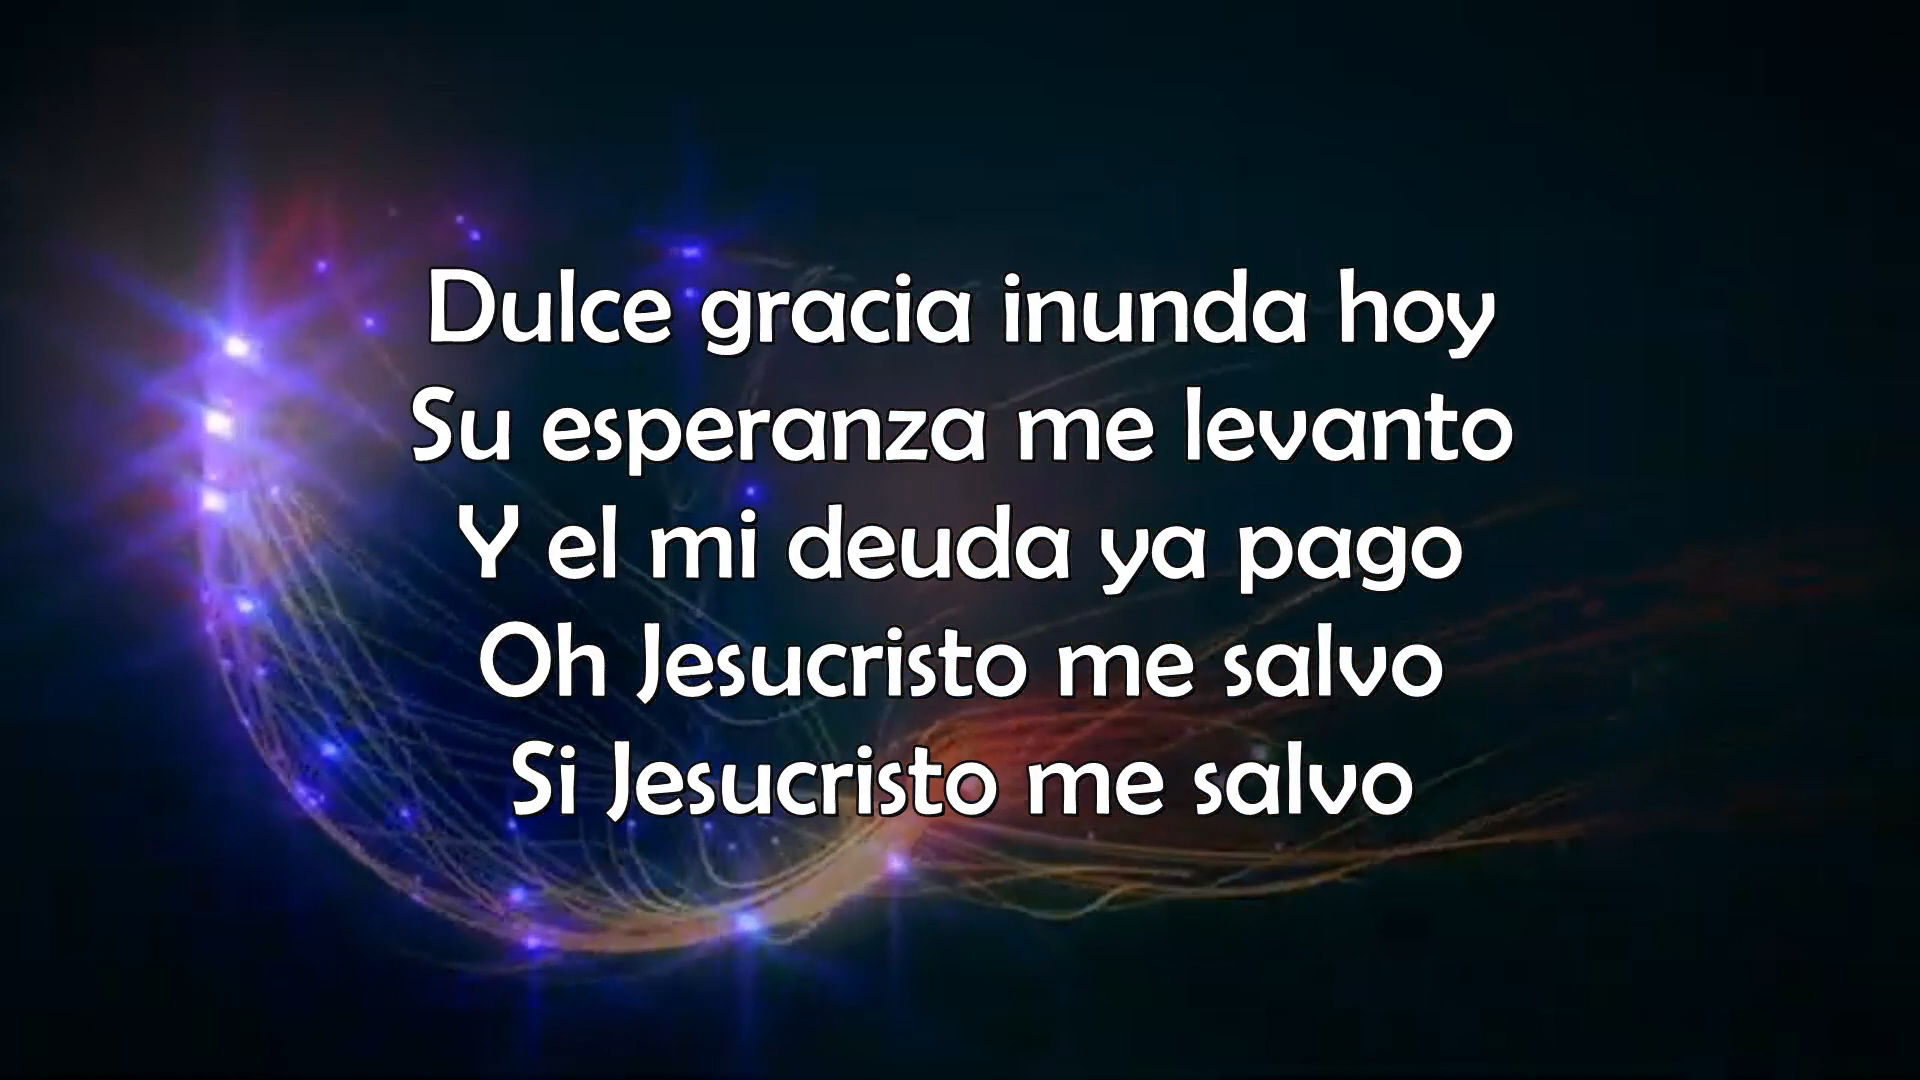 Dulce gracia inunda hoy
Su esperanza me levanto
Y el mi deuda ya pago
Oh Jesucristo me salvo
Si Jesucristo me salvo